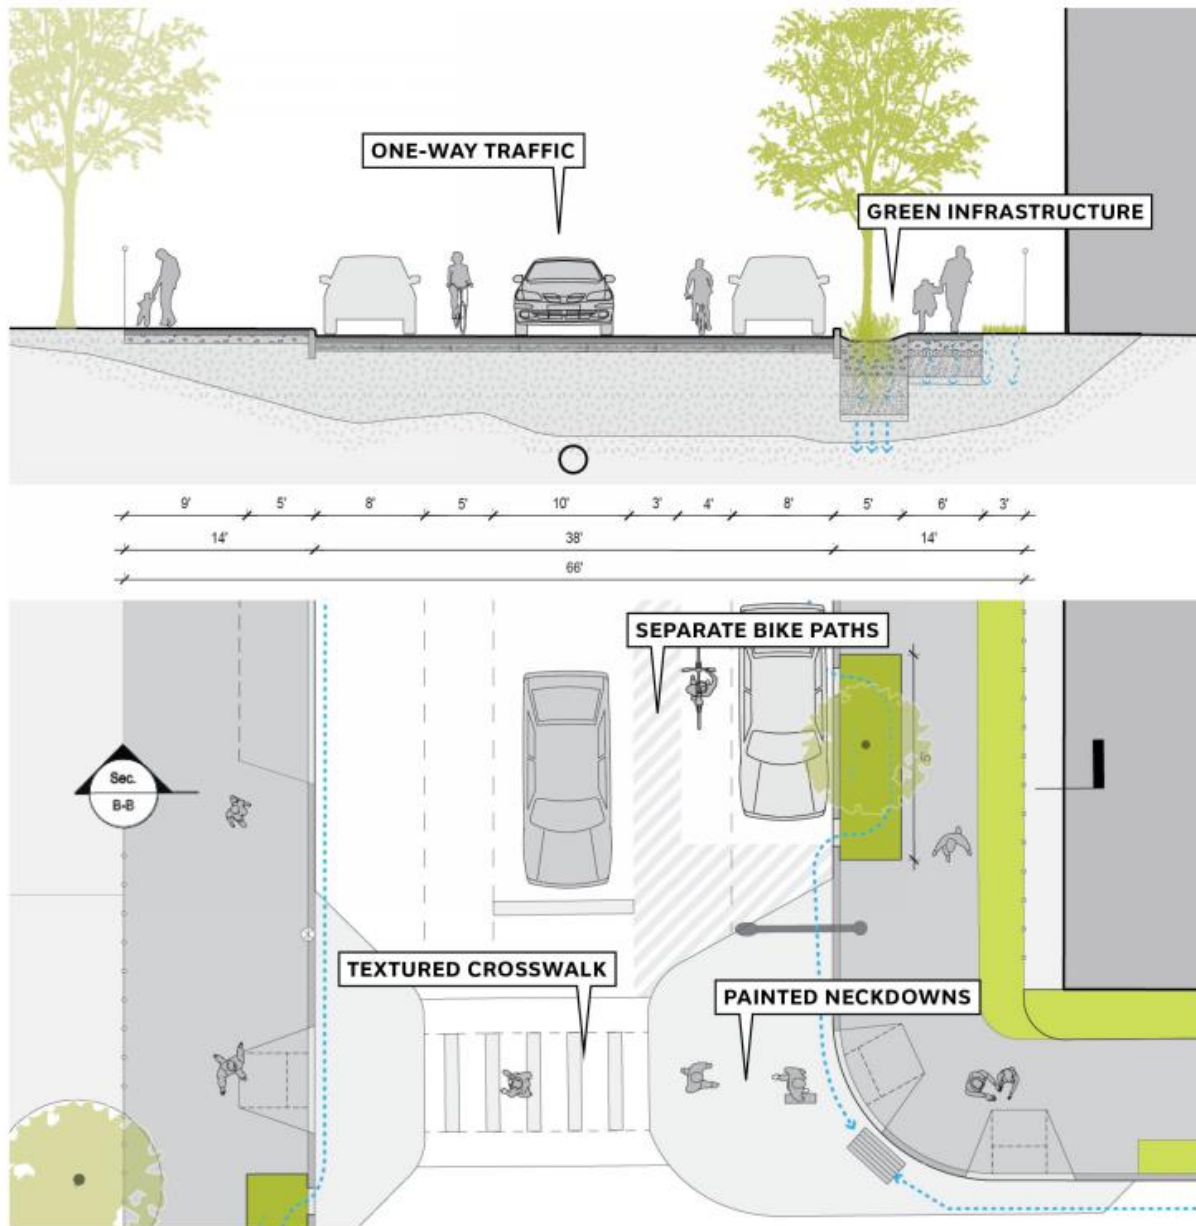 ONE-WAY TRAFFIC
GREEN INFRASTRUCTURE
9' 5' 8' 5' 10' 3' 4' 8' 5' 6' 3'
14' 38' 14'
66'
SEPARATE BIKE PATHS
Sec.
B-B
TEXTURED CROSSWALK
PAINTED NECKDOWNS